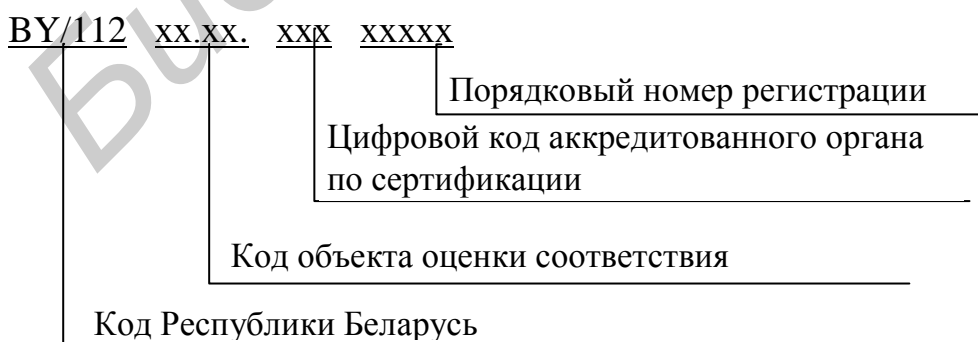 BY/112 xx.xx. xxx xxxxx
Порядковый номер регистрации
Цифровой код аккредитованного органа
по сертификации
Код объекта оценки соответствия
Код Республики Беларусь